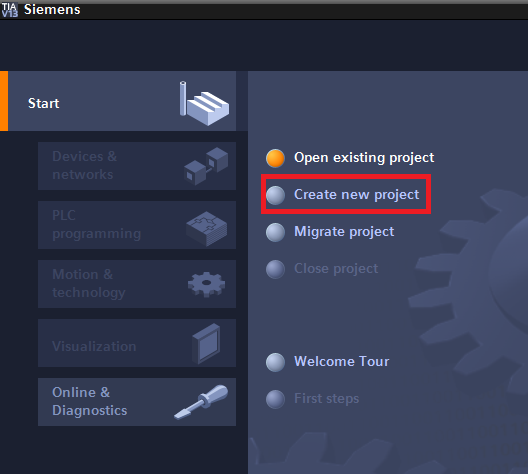 TIA
V13
Siemens
Start
Devices &
networks
PLC
programming
Motion &
technology
Visualization
Online &
Diagnostics
Open existing project
Create new project
Migrate project
Close project
Welcome Tour
First steps